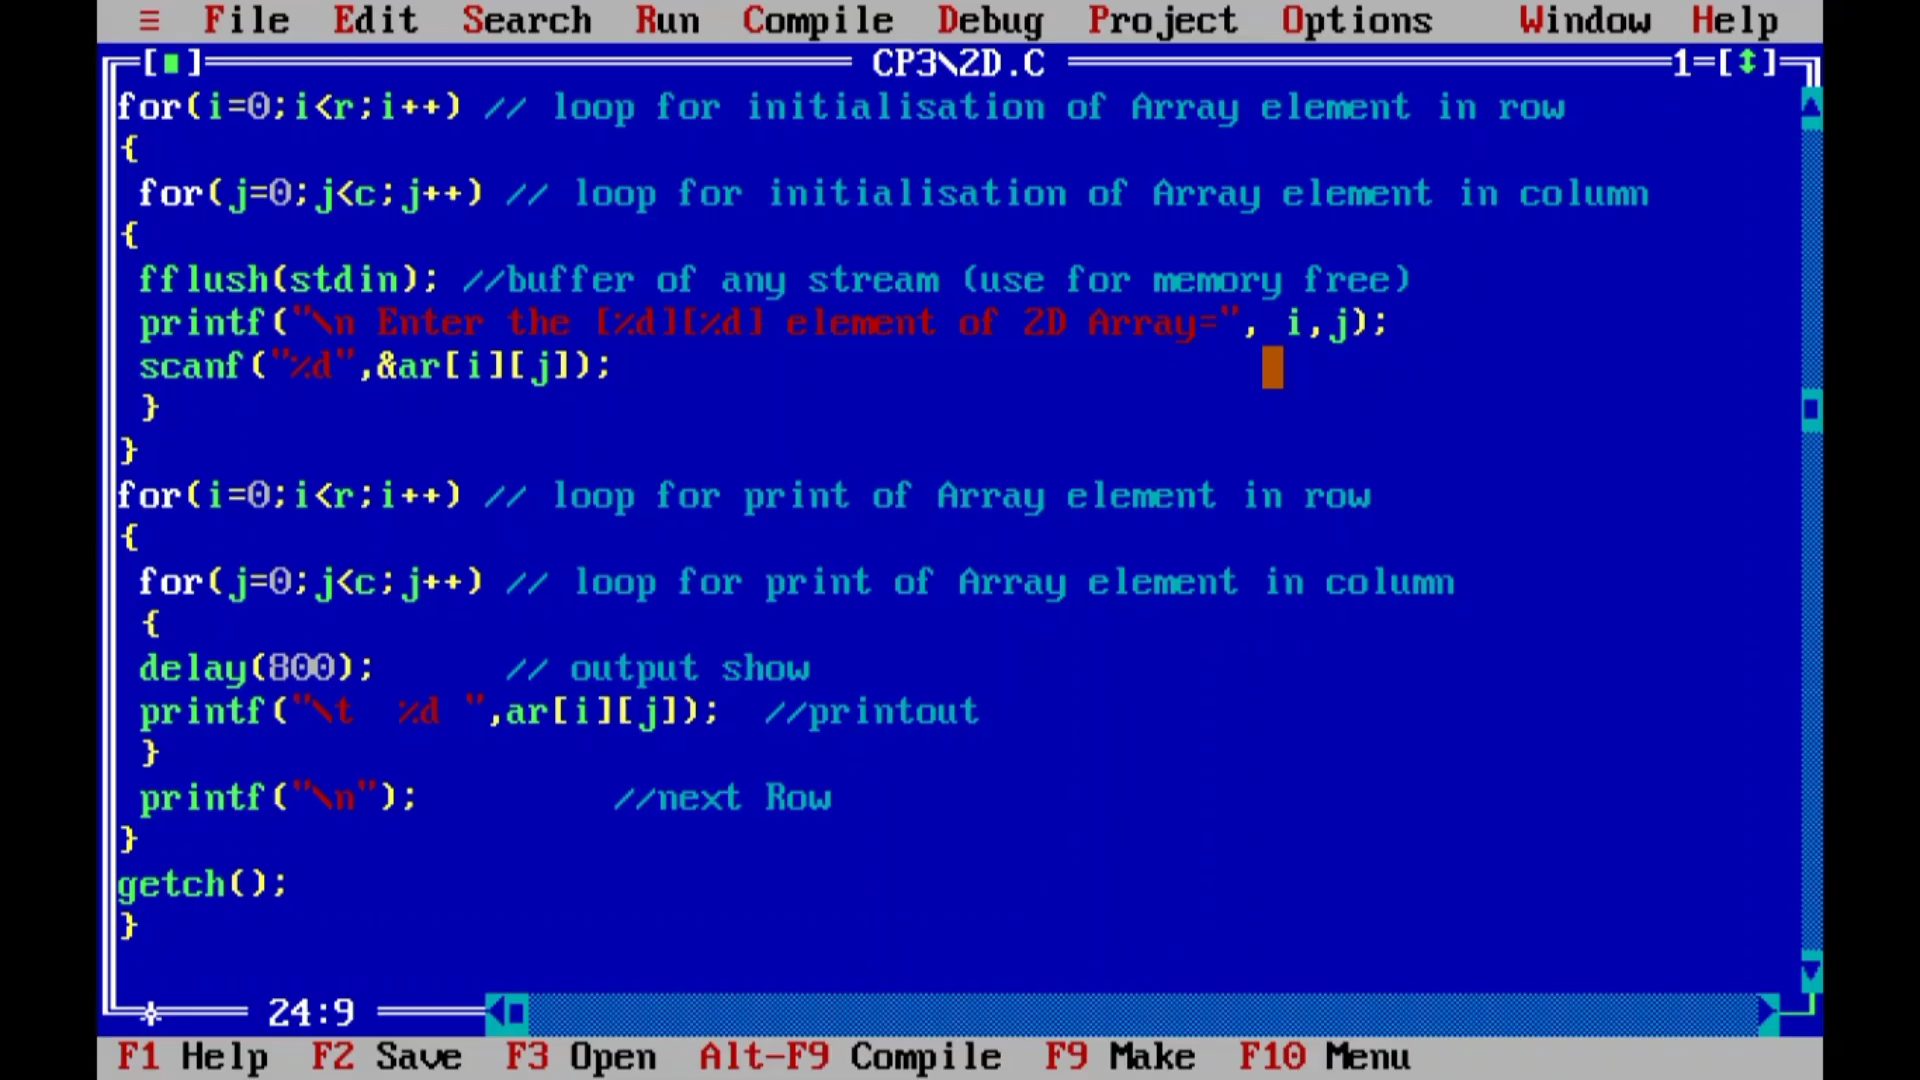 ≡ File Edit Search Run Compile Debug Project Options Window Help
[■] CP3\2D.C 1=[↕]
for(i=0;i<r;i++) // loop for initialisation of Array element in row
{
for(j=0;j<c;j++) // loop for initialisation of Array element in column
{
fflush(stdin); //buffer of any stream (use for memory free)
printf("\n Enter the [%d][%d] element of 2D Array=", i,j);
scanf("%d",&ar[i][j]);
}
}
for(i=0;i<r;i++) // loop for print of Array element in row
{
for(j=0;j<c;j++) // loop for print of Array element in column
{
delay(800); // output show
printf("\t %d ",ar[i][j]); //printout
}
printf("\n"); //next Row
}
getch();
}
24:9
F1 Help F2 Save F3 Open Alt-F9 Compile F9 Make F10 Menu